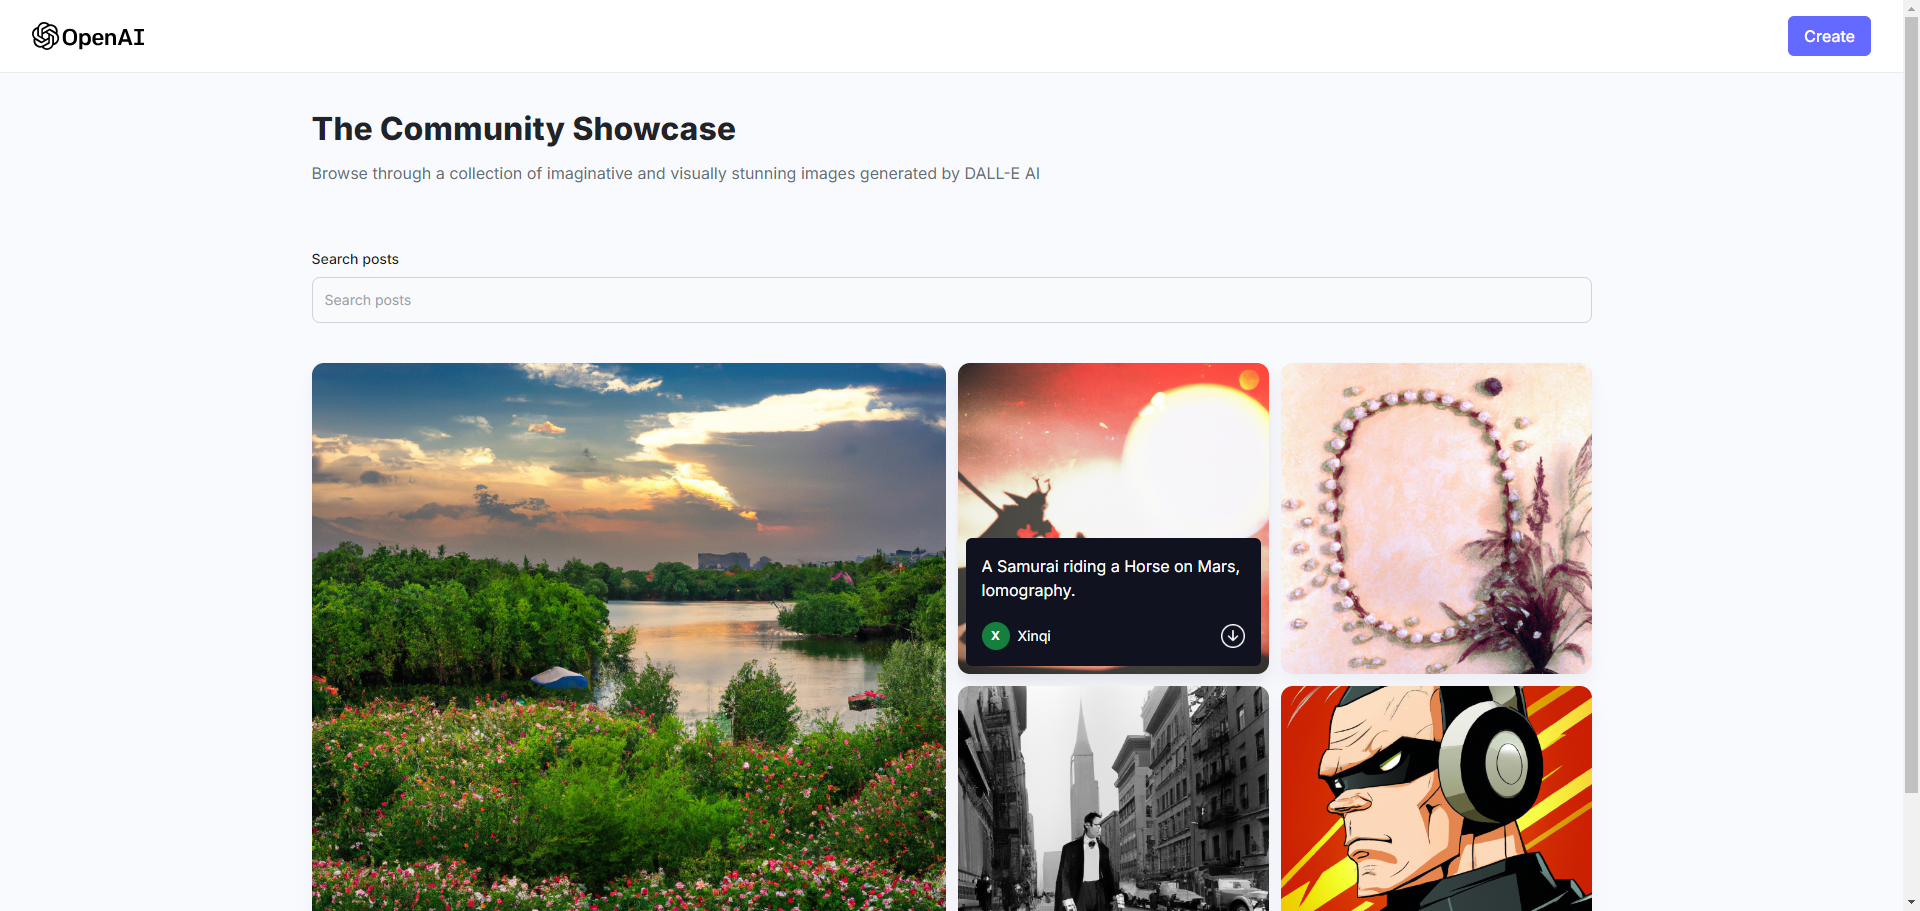 OpenAI
Create
The Community Showcase
Browse through a collection of imaginative and visually stunning images generated by DALL-E AI
Search posts
Search posts
A Samurai riding a Horse on Mars,
lomography.
X Xinqi